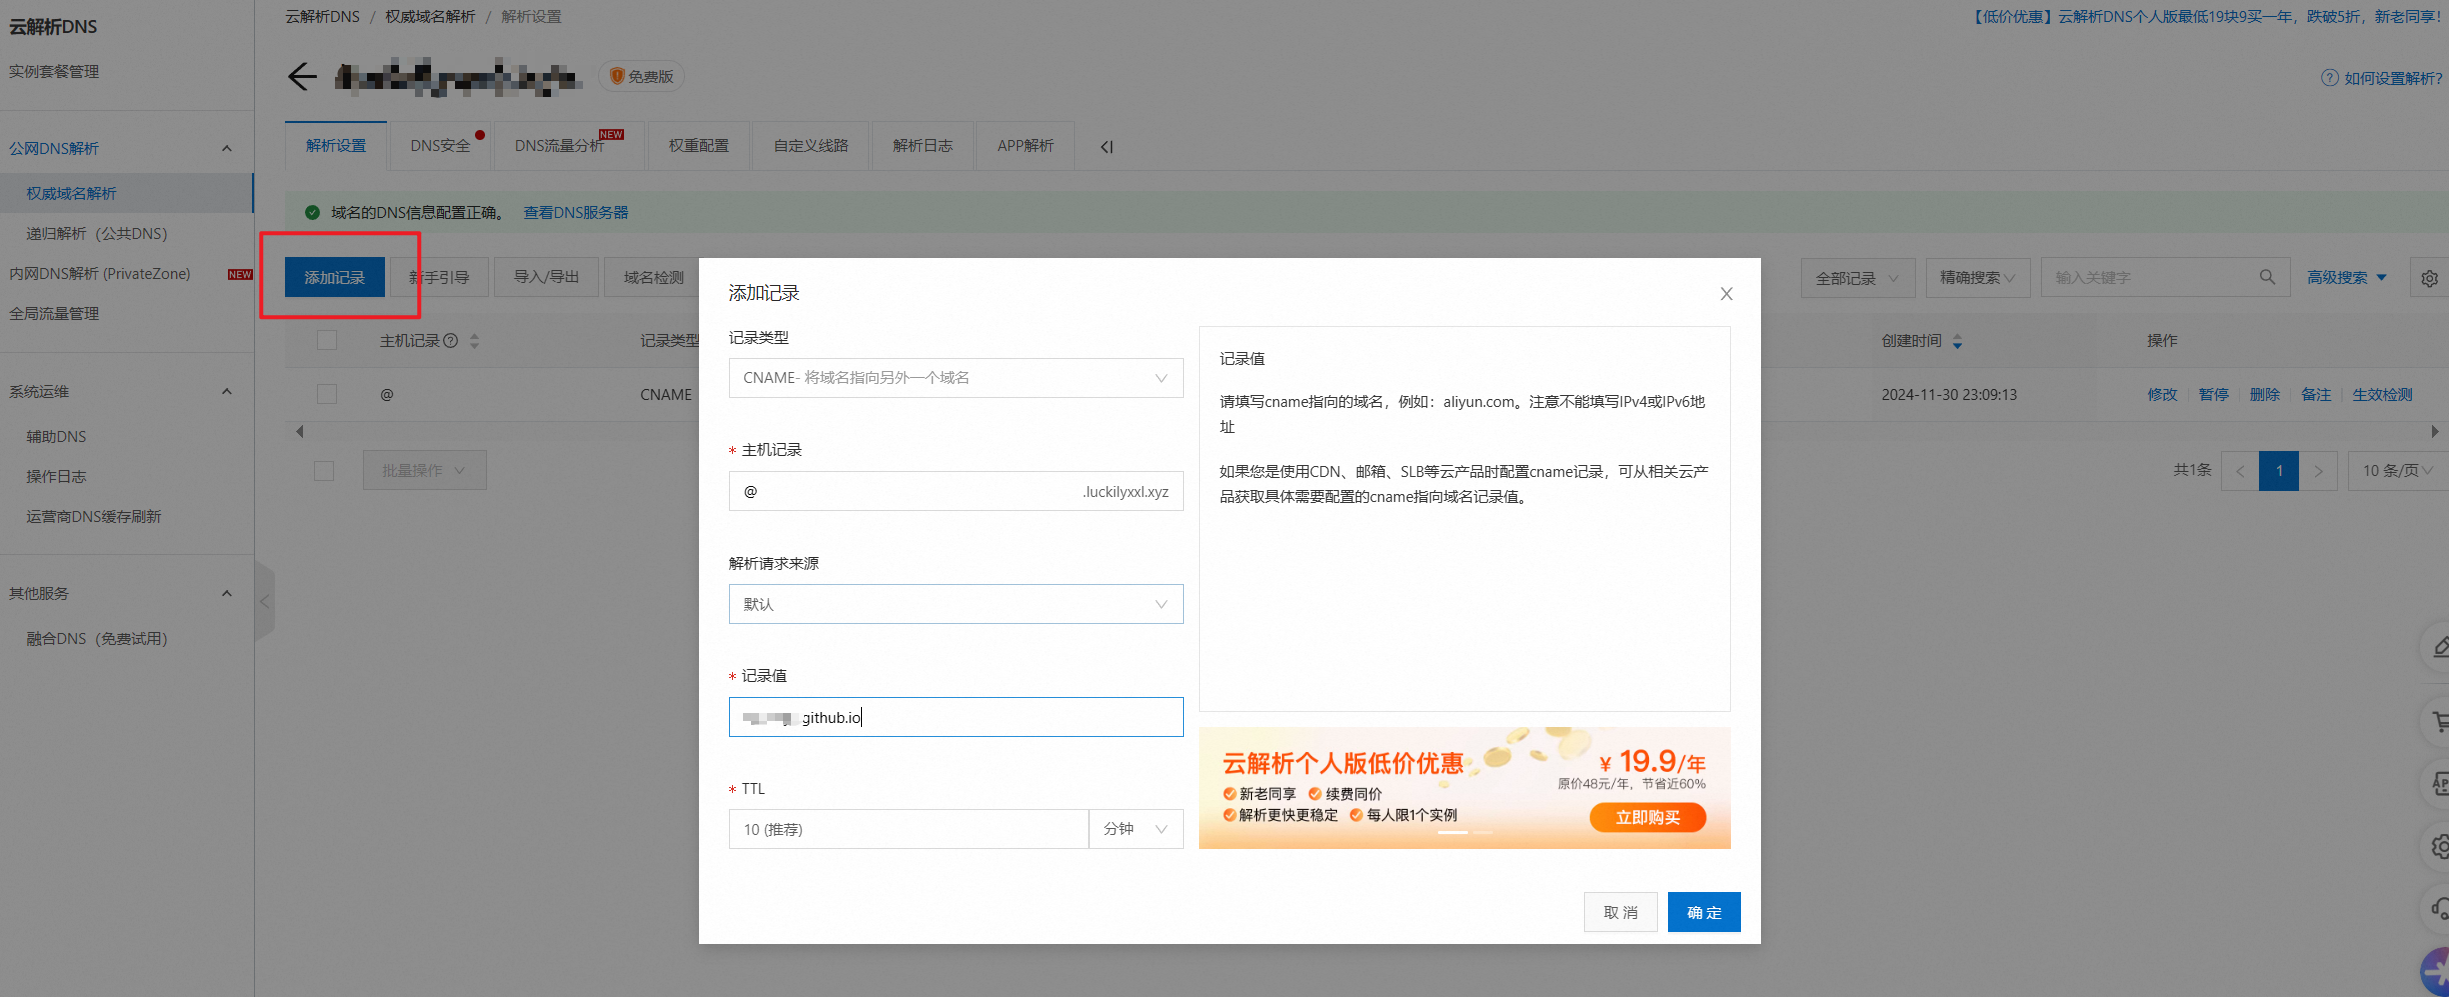 云解析DNS
实例套餐管理
公网DNS解析
权威域名解析
递归解析（公共DNS）
内网DNS解析 (PrivateZone)
NEW
全局流量管理
系统运维
辅助DNS
操作日志
运营商DNS缓存刷新
其他服务
融合DNS（免费试用）
云解析DNS / 权威域名解析 / 解析设置
【低价优惠】云解析DNS个人版最低19块9买一年，跌破5折，新老同享！
免费版
如何设置解析?
解析设置
DNS安全
DNS流量分析
NEW
权重配置
自定义线路
解析日志
APP解析
域名的DNS信息配置正确。 查看DNS服务器
添加记录
新手引导
导入/导出
域名检测
全部记录
精确搜索
输入关键字
高级搜索
主机记录
记录类型
创建时间
操作
@
CNAME
2024-11-30 23:09:13
修改
暂停
删除
备注
生效检测
批量操作
共1条
1
10 条/页
添加记录
记录类型
CNAME- 将域名指向另外一个域名
* 主机记录
@
.luckilyxxl.xyz
解析请求来源
默认
* 记录值
github.io
* TTL
10 (推荐)
分钟
记录值
请填写cname指向的域名，例如：aliyun.com。注意不能填写IPv4或IPv6地
址
如果您是使用CDN、邮箱、SLB等云产品时配置cname记录，可从相关云产
品获取具体需要配置的cname指向域名记录值。
云解析个人版低价优惠
¥ 19.9/年
原价48元/年，节省近60%
新老同享 续费同价
解析更快更稳定 每人限1个实例
立即购买
取 消
确 定